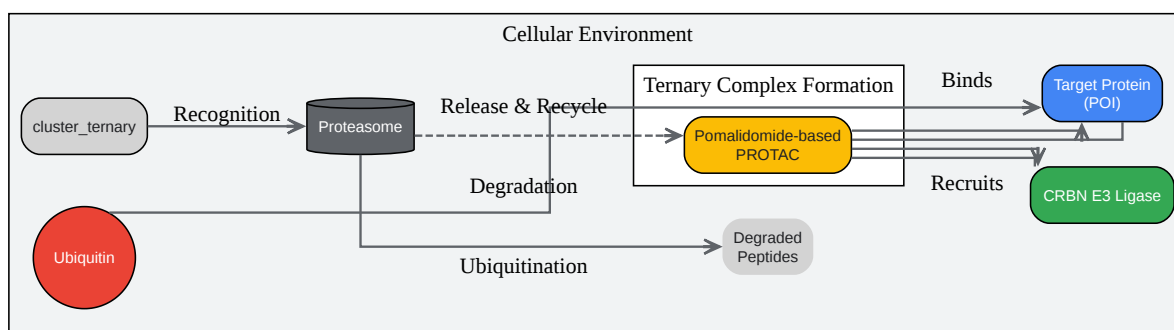 Cellular Environment
Ternary Complex Formation
Binds
Target Protein
(POI)
cluster_ternary
Recognition
Proteasome
Release & Recycle
Pomalidomide-based
PROTAC
Degradation
Recruits
CRBN E3 Ligase
Ubiquitin
Ubiquitination
Degraded
Peptides